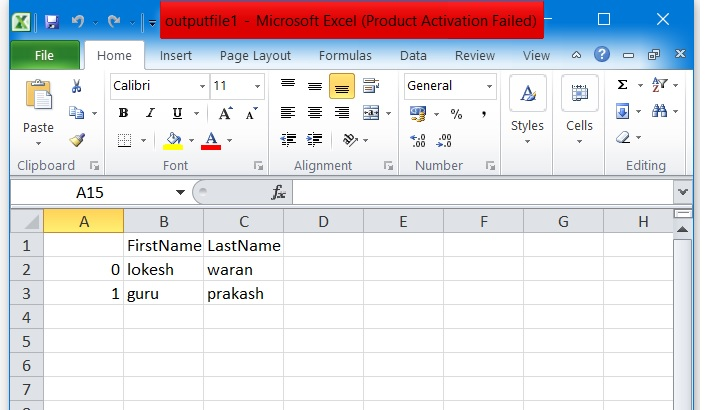 outputfile1 - Microsoft Excel (Product Activation Failed)
File Home Insert Page Layout Formulas Data Review View
Calibri 11 General
B I U A A % ,
Paste Styles Cells
Clipboard Font Alignment Number Editing
A15 fx
A B C D E F G H
1 FirstName LastName
2 0 lokesh waran
3 1 guru prakash
4
5
6
7